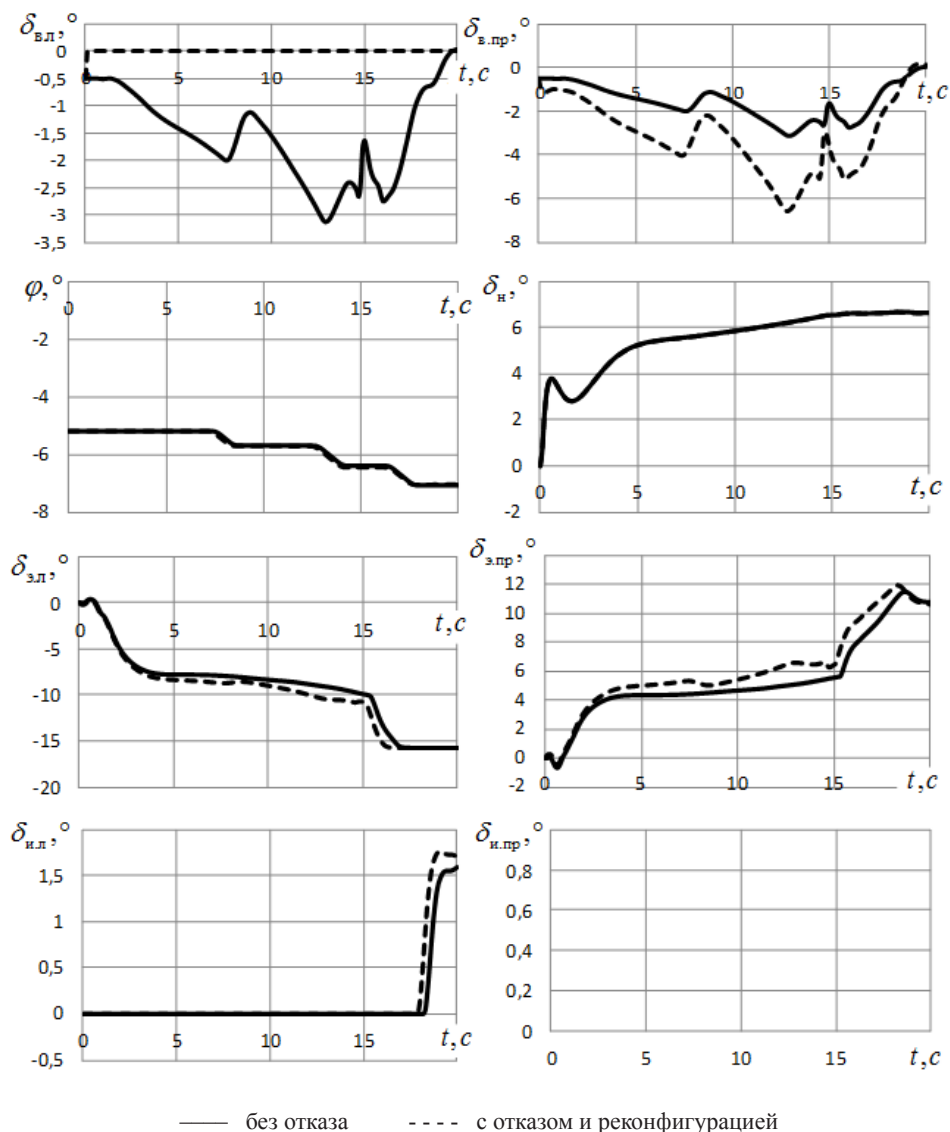 δв.л,°
0
-0,5
-1
-1,5
-2
-2,5
-3
-3,5
0 5 10 15 t,с
δв.пр,°
0
-2
-4
-6
-8
0 5 10 15 t,с
φ,°
-2
-4
-6
-8
0 5 10 15 t,с
δн,°
6
4
2
0
-2
0 5 10 15 t,с
δэ.л,°
0
-5
-10
-15
-20
0 5 10 15 t,с
δэ.пр,°
12
10
8
6
4
2
0
-2
0 5 10 15 t,с
δи.л,°
1,5
1
0,5
0
-0,5
0 5 10 15 t,с
δи.пр,°
0,8
0,6
0,4
0,2
0
0 5 10 15 t,с
—— без отказа ---- с отказом и реконфигурацией